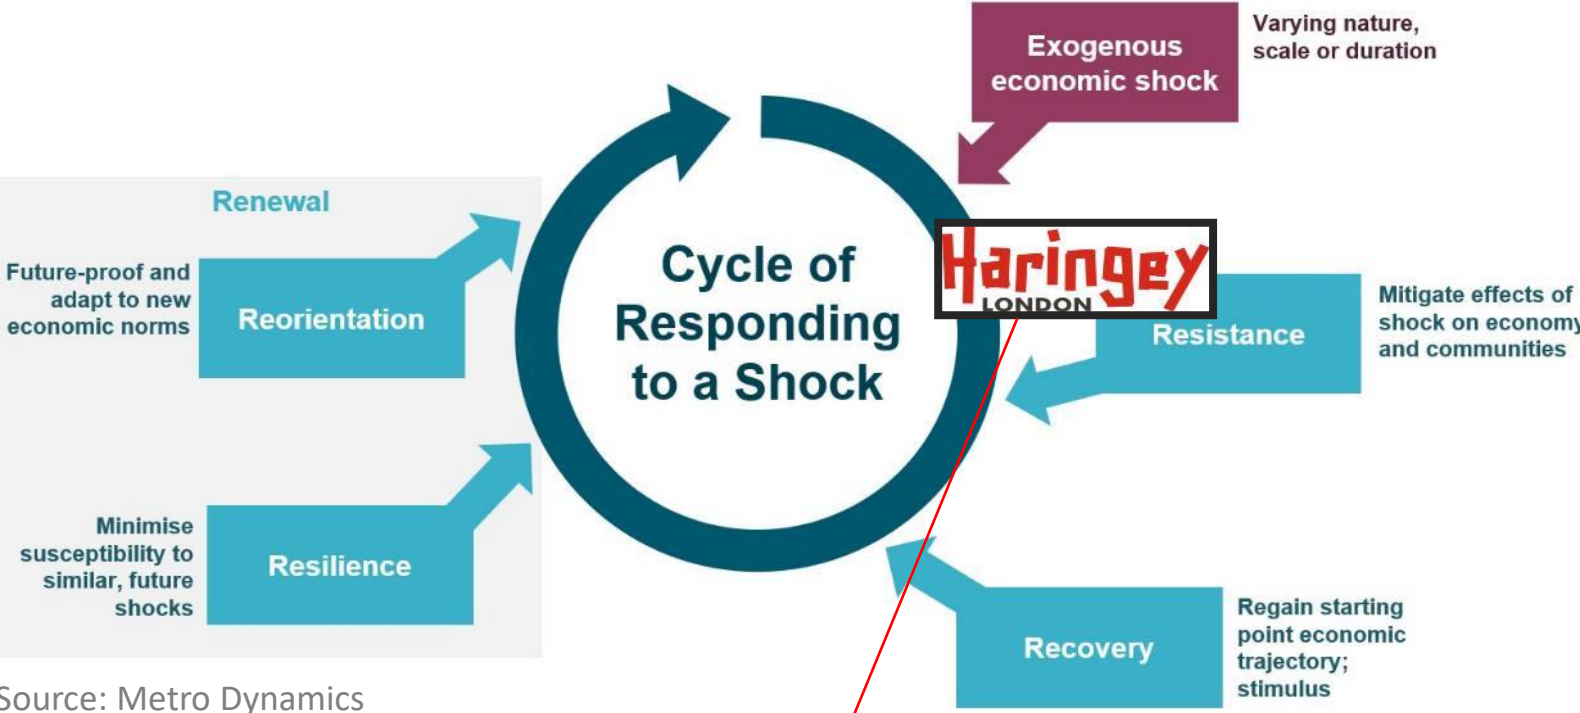 Exogenous
economic shock
Varying nature,
scale or duration
Renewal
Future-proof and
adapt to new
economic norms
Reorientation
Cycle of
Responding
to a Shock
Haringey
LONDON
Resistance
Mitigate effects of
shock on economy
and communities
Minimise
susceptibility to
similar, future
shocks
Resilience
Recovery
Regain starting
point economic
trajectory;
stimulus
Source: Metro Dynamics